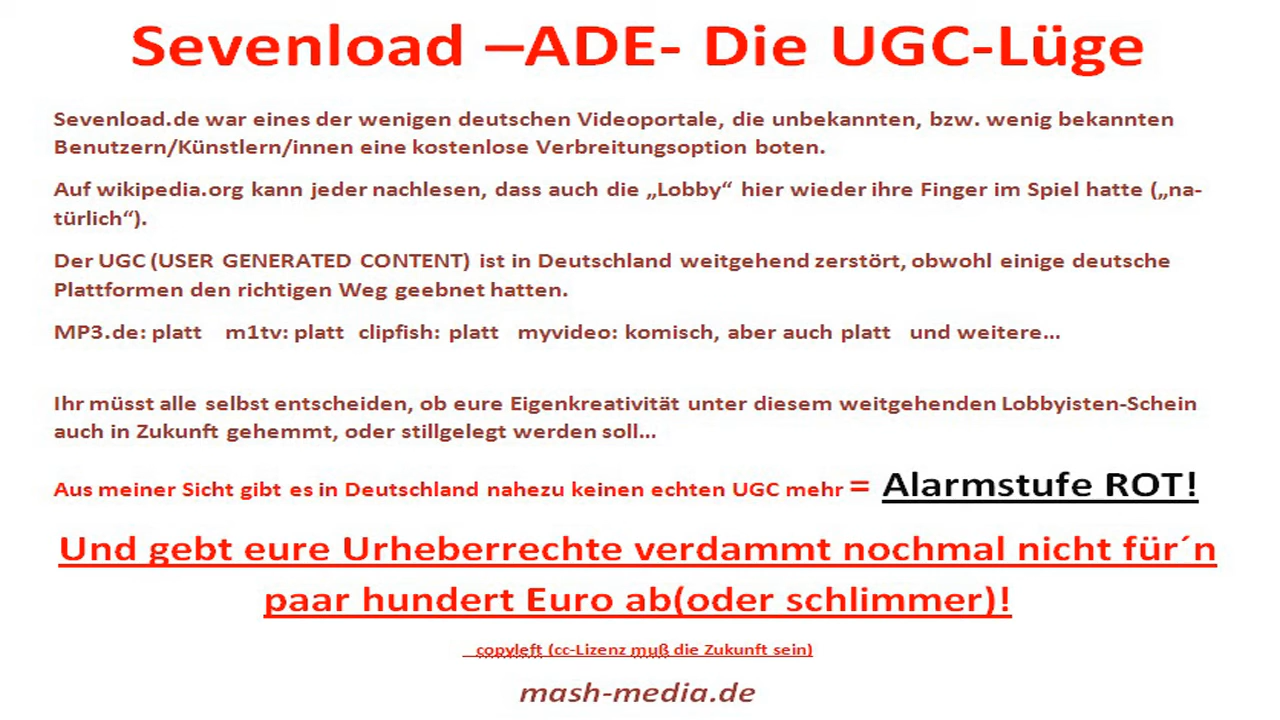 Sevenload –ADE- Die UGC-Lüge
Sevenload.de war eines der wenigen deutschen Videoportale, die unbekannten, bzw. wenig bekannten
Benutzern/Künstlern/innen eine kostenlose Verbreitungsoption boten.
Auf wikipedia.org kann jeder nachlesen, dass auch die „Lobby“ hier wieder ihre Finger im Spiel hatte („na-
türlich“).
Der UGC (USER GENERATED CONTENT) ist in Deutschland weitgehend zerstört, obwohl einige deutsche
Plattformen den richtigen Weg geebnet hatten.
MP3.de: platt m1tv: platt clipfish: platt myvideo: komisch, aber auch platt und weitere...
Ihr müsst alle selbst entscheiden, ob eure Eigenkreativität unter diesem weitgehenden Lobbyisten-Schein
auch in Zukunft gehemmt, oder stillgelegt werden soll...
Aus meiner Sicht gibt es in Deutschland nahezu keinen echten UGC mehr = Alarmstufe ROT!
Und gebt eure Urheberrechte verdammt nochmal nicht für´n
paar hundert Euro ab(oder schlimmer)!
copyleft (cc-Lizenz muß die Zukunft sein)
mash-media.de